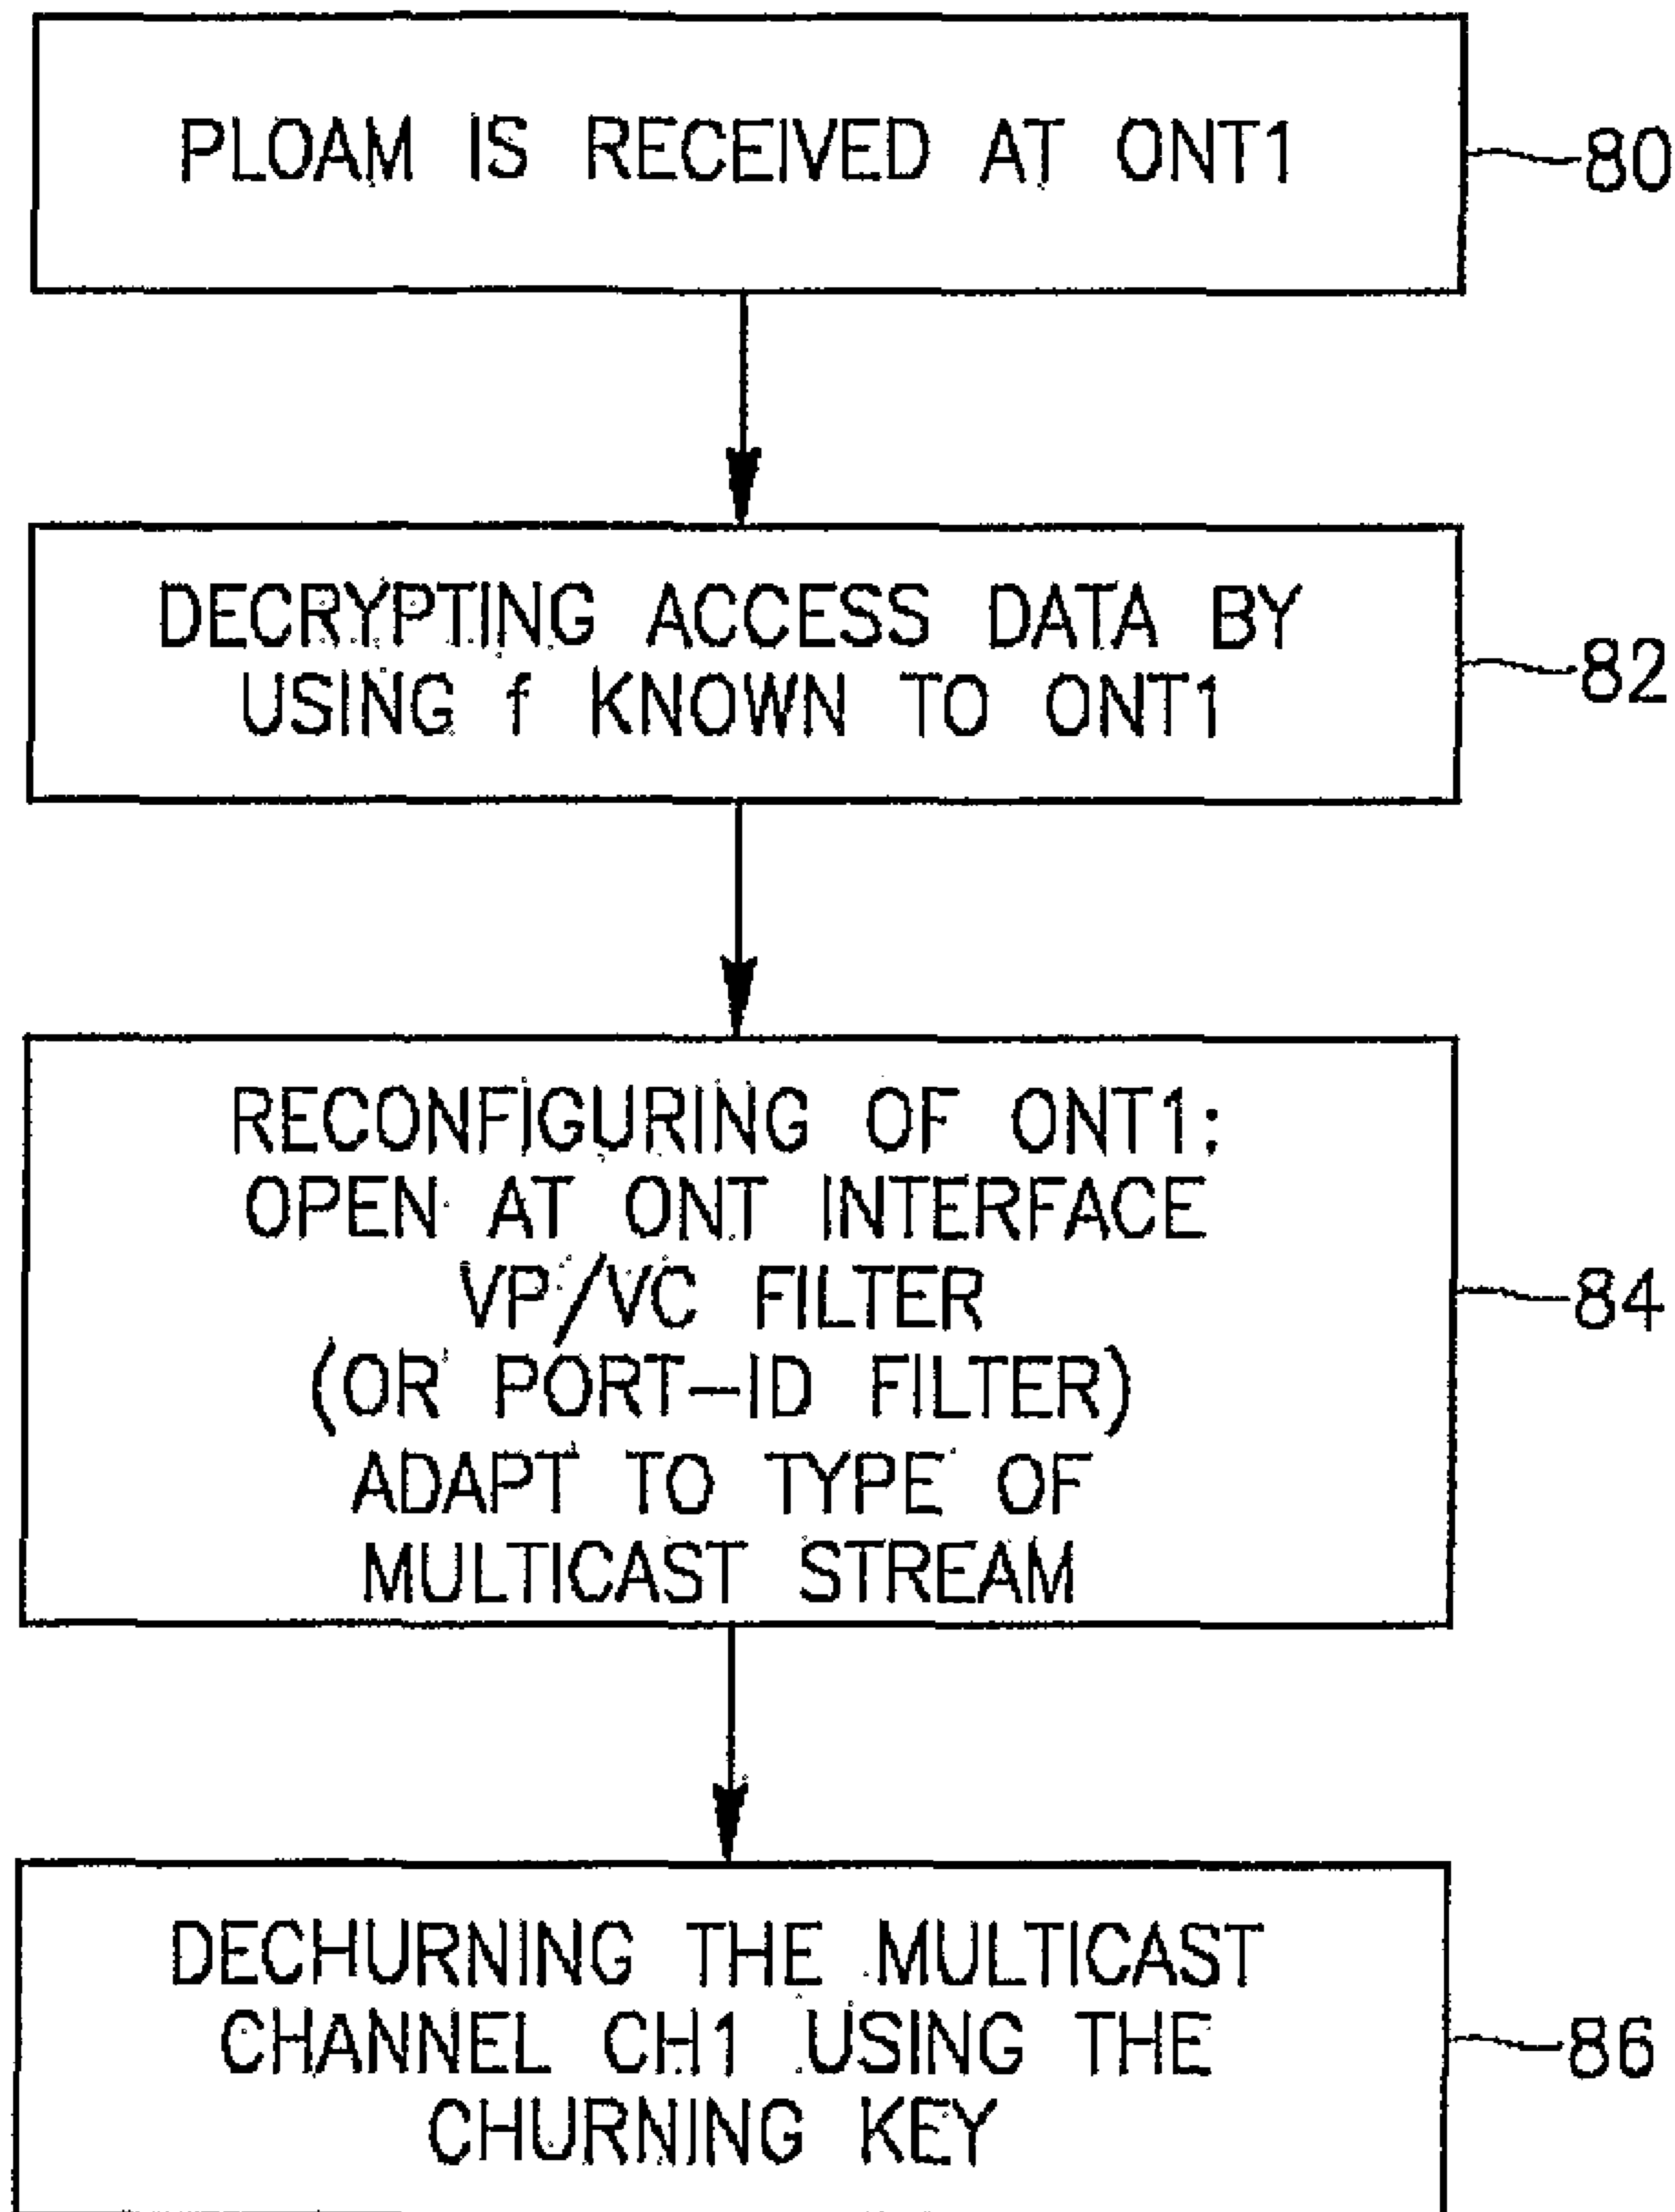 PLOAM IS RECEIVED AT ONT1
80
DECRYPTING ACCESS DATA BY
USING f KNOWN TO ONT1
82
RECONFIGURING OF ONT1:
OPEN AT ONT INTERFACE
VP/VC FILTER
(OR PORT-ID FILTER)
ADAPT TO TYPE OF
MULTICAST STREAM
84
DECHURNING THE MULTICAST
CHANNEL CH1 USING THE
CHURNING KEY
86